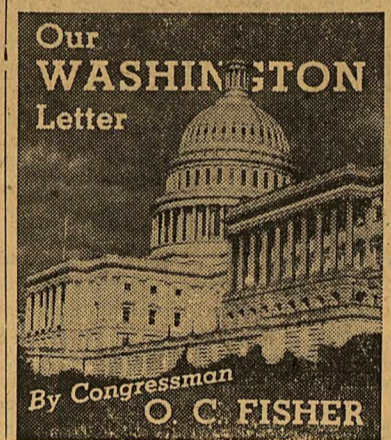 Our
WASHINGTON
Letter
By Congressman
O. C. FISHER